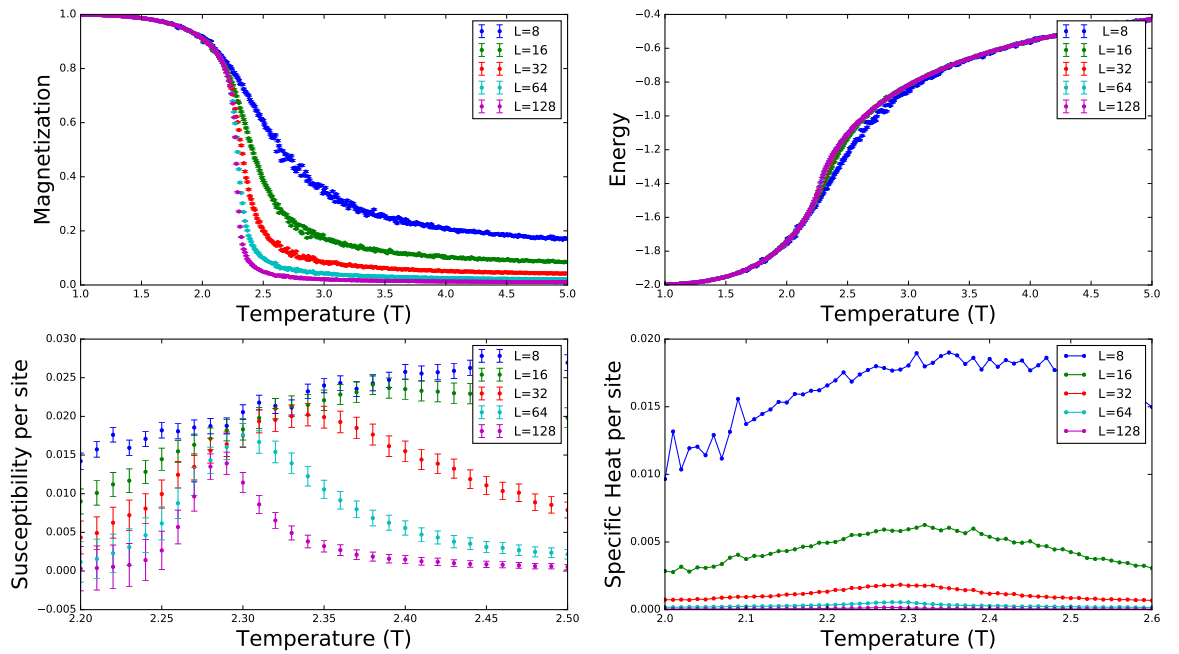 Magnetization
1.0
0.8
0.6
0.4
0.2
0.0
L=8
L=16
L=32
L=64
L=128
1.0 1.5 2.0 2.5 3.0 3.5 4.0 4.5 5.0
Temperature (T)
Energy
−0.4
−0.6
−0.8
−1.0
−1.2
−1.4
−1.6
−1.8
−2.0
L=8
L=16
L=32
L=64
L=128
1.0 1.5 2.0 2.5 3.0 3.5 4.0 4.5 5.0
Temperature (T)
Susceptibility per site
0.030
0.025
0.020
0.015
0.010
0.005
0.000
−0.005
L=8
L=16
L=32
L=64
L=128
2.20 2.25 2.30 2.35 2.40 2.45 2.50
Temperature (T)
Specific Heat per site
0.020
0.015
0.010
0.005
0.000
L=8
L=16
L=32
L=64
L=128
2.0 2.1 2.2 2.3 2.4 2.5 2.6
Temperature (T)